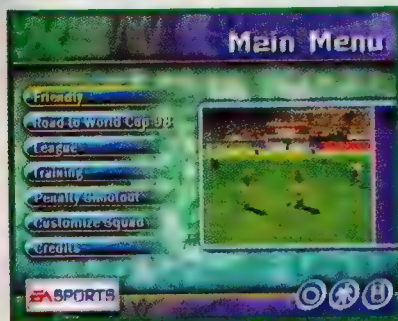 Main Menu
Friendly
Road to World Cup 98
League
Training
Penalty Shootout
Customize Squad
Credits
EA SPORTS